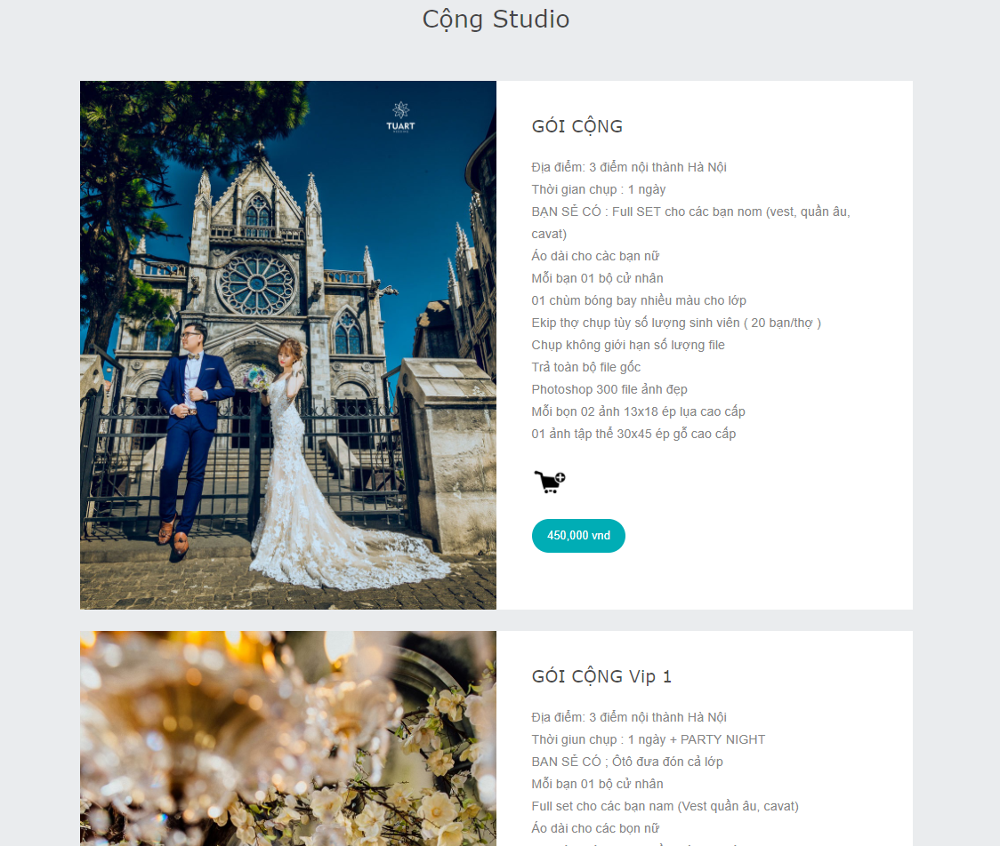 Cộng Studio
TUART
GÓI CỘNG
Địa điểm: 3 điểm nội thành Hà Nội
Thời gian chụp : 1 ngày
BẠN SẼ CÓ : Full SET cho các bạn nom (vest, quần âu,
cavat)
Áo dài cho càc bạn nữ
Mỗi bạn 01 bộ cử nhân
01 chùm bóng bay nhiều màu cho lớp
Ekip thợ chụp tùy số lượng sinh viên ( 20 bạn/thợ )
Chụp không giới hạn số lượng file
Trả toàn bộ file gốc
Photoshop 300 file ảnh đẹp
Mỗi bọn 02 ảnh 13x18 ép lụa cao cấp
01 ảnh tập thể 30x45 ép gỗ cao cấp
450,000 vnd
GÓI CỘNG Vip 1
Địa điểm: 3 điểm nội thành Hà Nội
Thời giun chụp : 1 ngày + PARTY NIGHT
BAN SẼ CÓ ; Ôtô đưa đón cả lớp
Mỗi bạn 01 bộ cử nhân
Full set cho các bạn nam (Vest quần âu, cavat)
Áo dài cho các bọn nữ